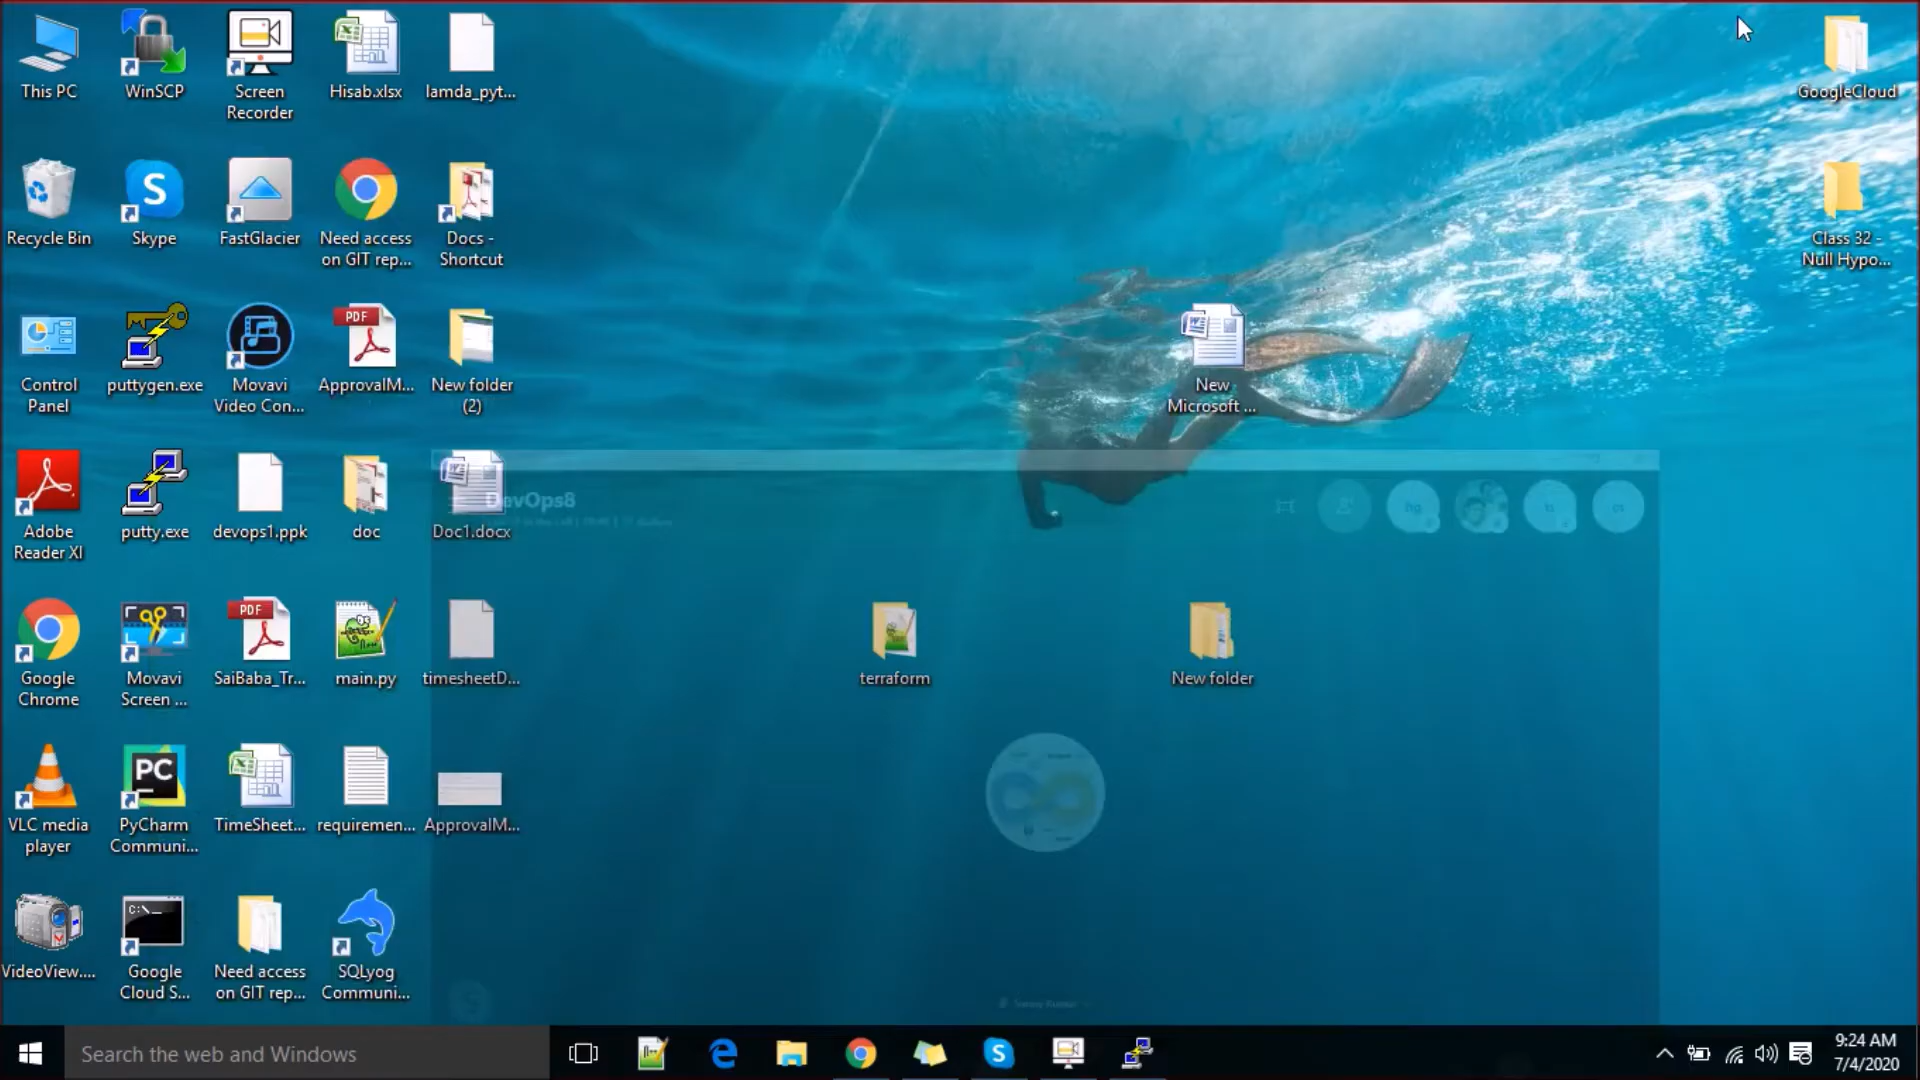 This PC
WinSCP
Screen
Recorder
Hisab.xlsx
lamda_pyt...
GoogleCloud
Recycle Bin
Skype
FastGlacier
Need access
on GIT rep...
Docs -
Shortcut
Class 32 -
Null Hypo...
Control
Panel
puttygen.exe
Movavi
Video Con...
PDF
ApprovalM...
New folder
(2)
New
Microsoft ...
Adobe
Reader XI
putty.exe
devops1.ppk
doc
Doc1.docx
DevOps8
Google
Chrome
Movavi
Screen ...
PDF
SaiBaba_Tr...
main.py
timesheetD...
terraform
New folder
VLC media
player
PC
PyCharm
Communi...
TimeSheet...
requiremen...
ApprovalM...
VideoView....
C:\_
Google
Cloud S...
Need access
on GIT rep...
SQLyog
Communi...
Search the web and Windows
9:24 AM
7/4/2020